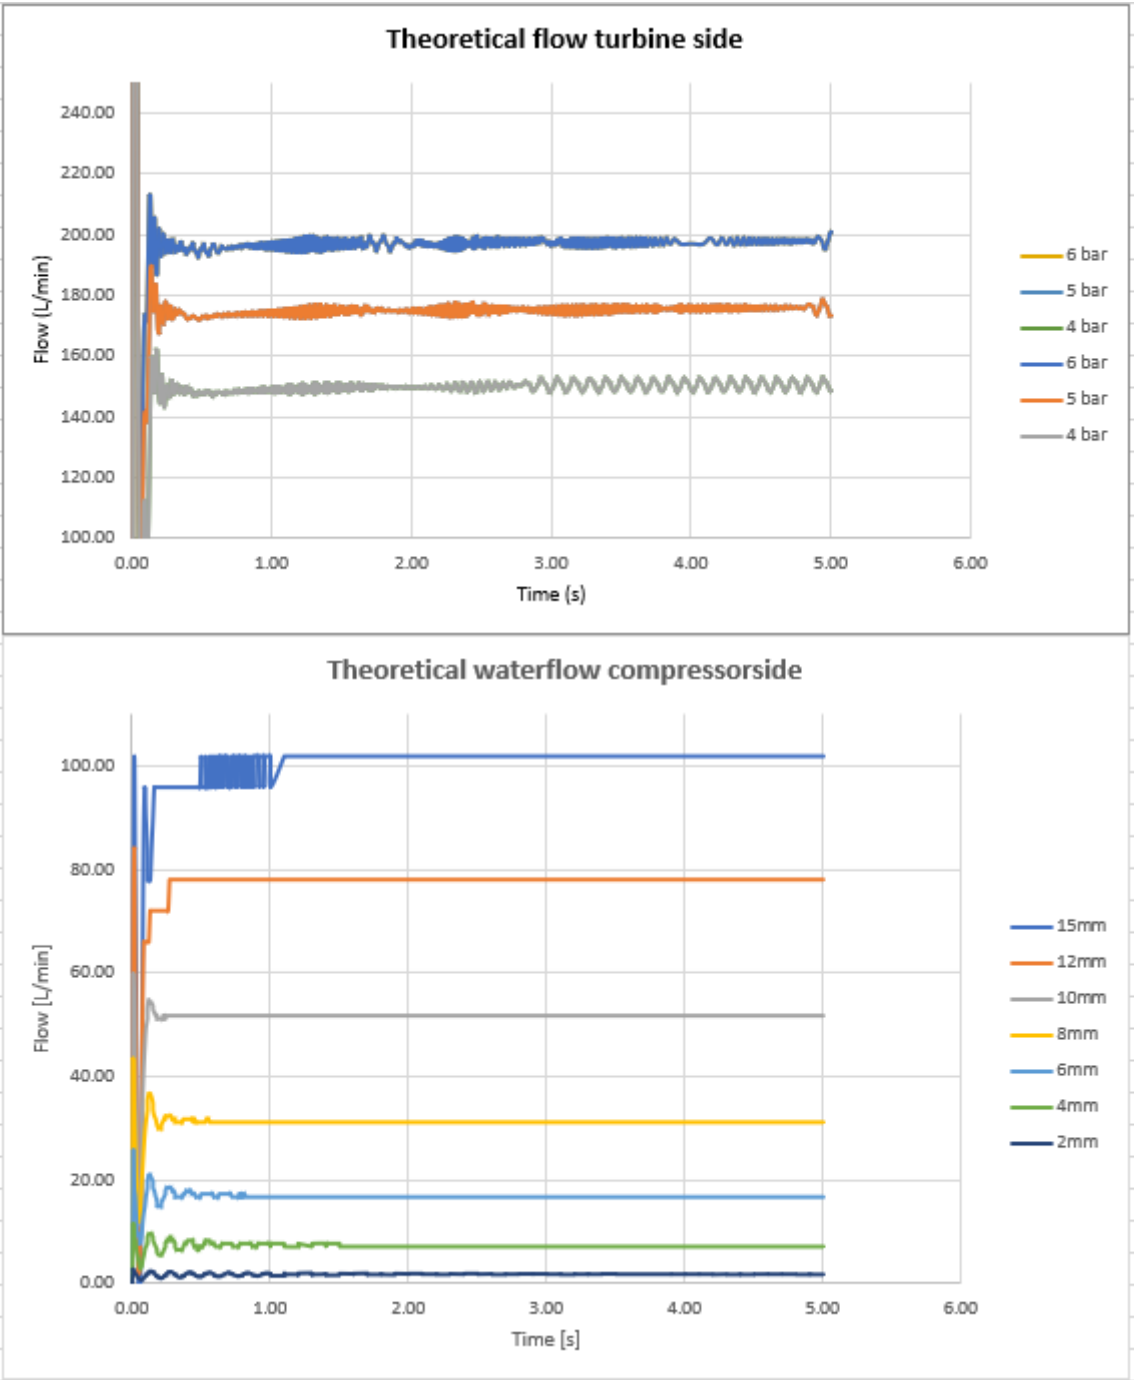 Theoretical flow turbine side
240.00
220.00
200.00
180.00
160.00
140.00
120.00
100.00
Flow (L/min)
0.00 1.00 2.00 3.00 4.00 5.00 6.00
Time (s)
6 bar
5 bar
4 bar
6 bar
5 bar
4 bar
Theoretical waterflow compressorside
100.00
80.00
60.00
40.00
20.00
0.00
Flow [L/min]
0.00 1.00 2.00 3.00 4.00 5.00 6.00
Time [s]
15mm
12mm
10mm
8mm
6mm
4mm
2mm